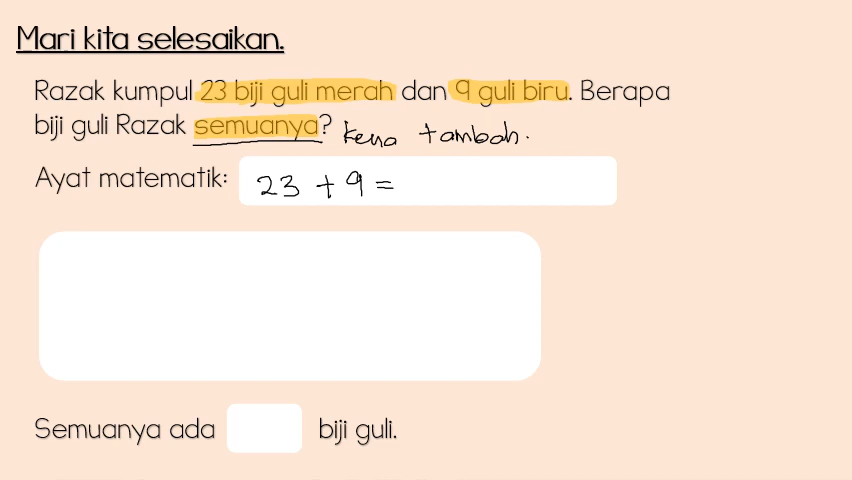 Mari kita selesaikan.
Razak kumpul 23 biji guli merah dan 9 guli biru. Berapa
biji guli Razak semuanya? kena tambah.
Ayat matematik: 23 + 9 =
Semuanya ada biji guli.